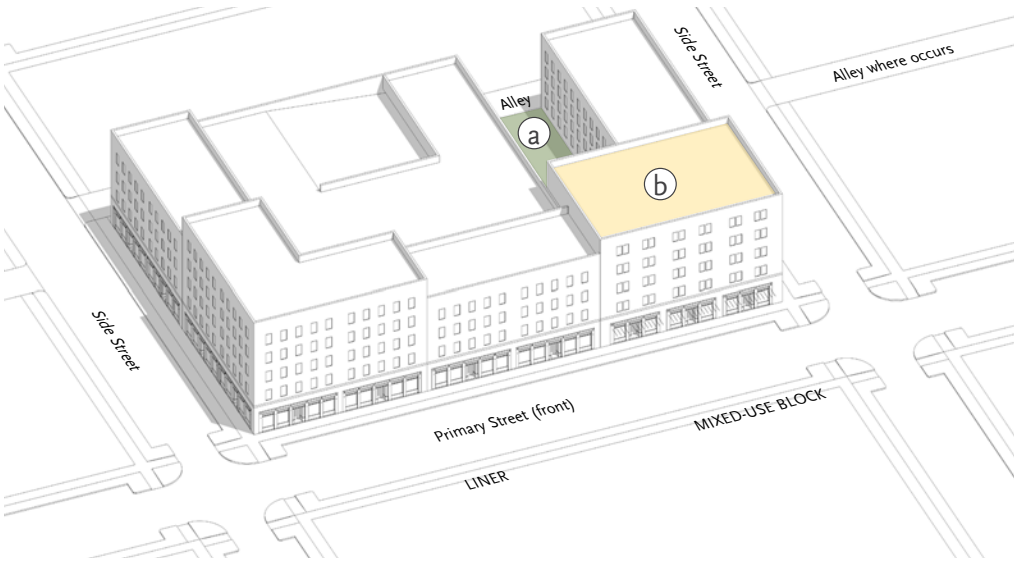 Side Street
Alley where occurs
Alley
a
b
Side Street
Primary Street (front)
MIXED-USE BLOCK
LINER